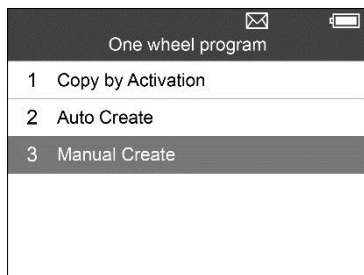 One wheel program
1 Copy by Activation
2 Auto Create
3 Manual Create